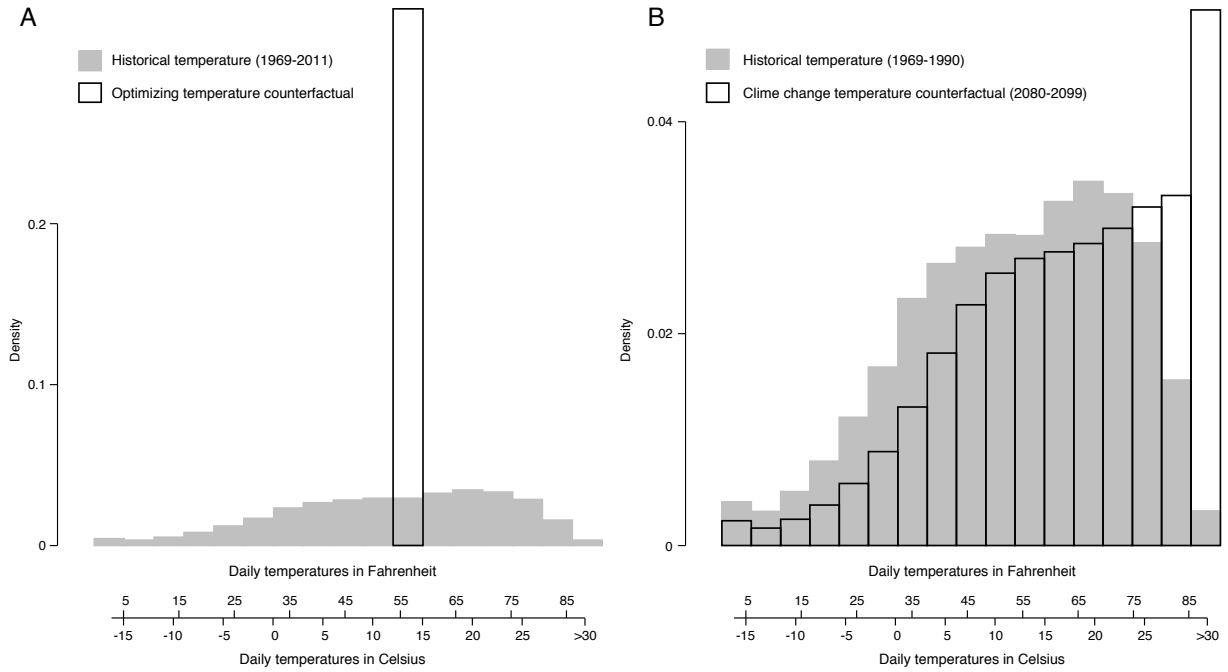 A
Historical temperature (1969-2011)
Optimizing temperature counterfactual
Density
0.2
0.1
0
Daily temperatures in Fahrenheit
5 15 25 35 45 55 65 75 85
-15 -10 -5 0 5 10 15 20 25 >30
Daily temperatures in Celsius
B
Historical temperature (1969-1990)
Clime change temperature counterfactual (2080-2099)
Density
0.04
0.02
0
Daily temperatures in Fahrenheit
5 15 25 35 45 55 65 75 85
-15 -10 -5 0 5 10 15 20 25 >30
Daily temperatures in Celsius